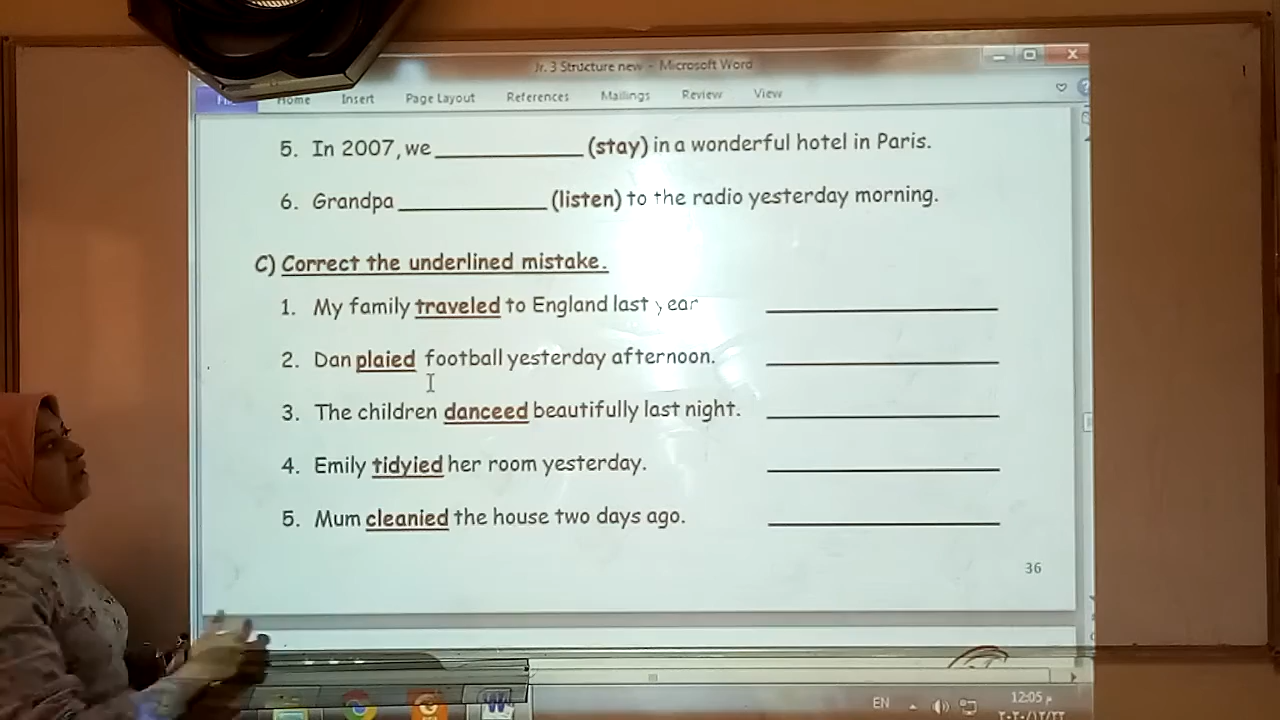 Jr. 3 Structure new - Microsoft Word
Home Insert Page Layout References Mailings Review View
5. In 2007, we ____________ (stay) in a wonderful hotel in Paris.
6. Grandpa ____________ (listen) to the radio yesterday morning.
C) Correct the underlined mistake.
1. My family traveled to England last year ____________
2. Dan plaied football yesterday afternoon. ____________
3. The children danceed beautifully last night. ____________
4. Emily tidyied her room yesterday. ____________
5. Mum cleanied the house two days ago. ____________
36
EN
12:05 م